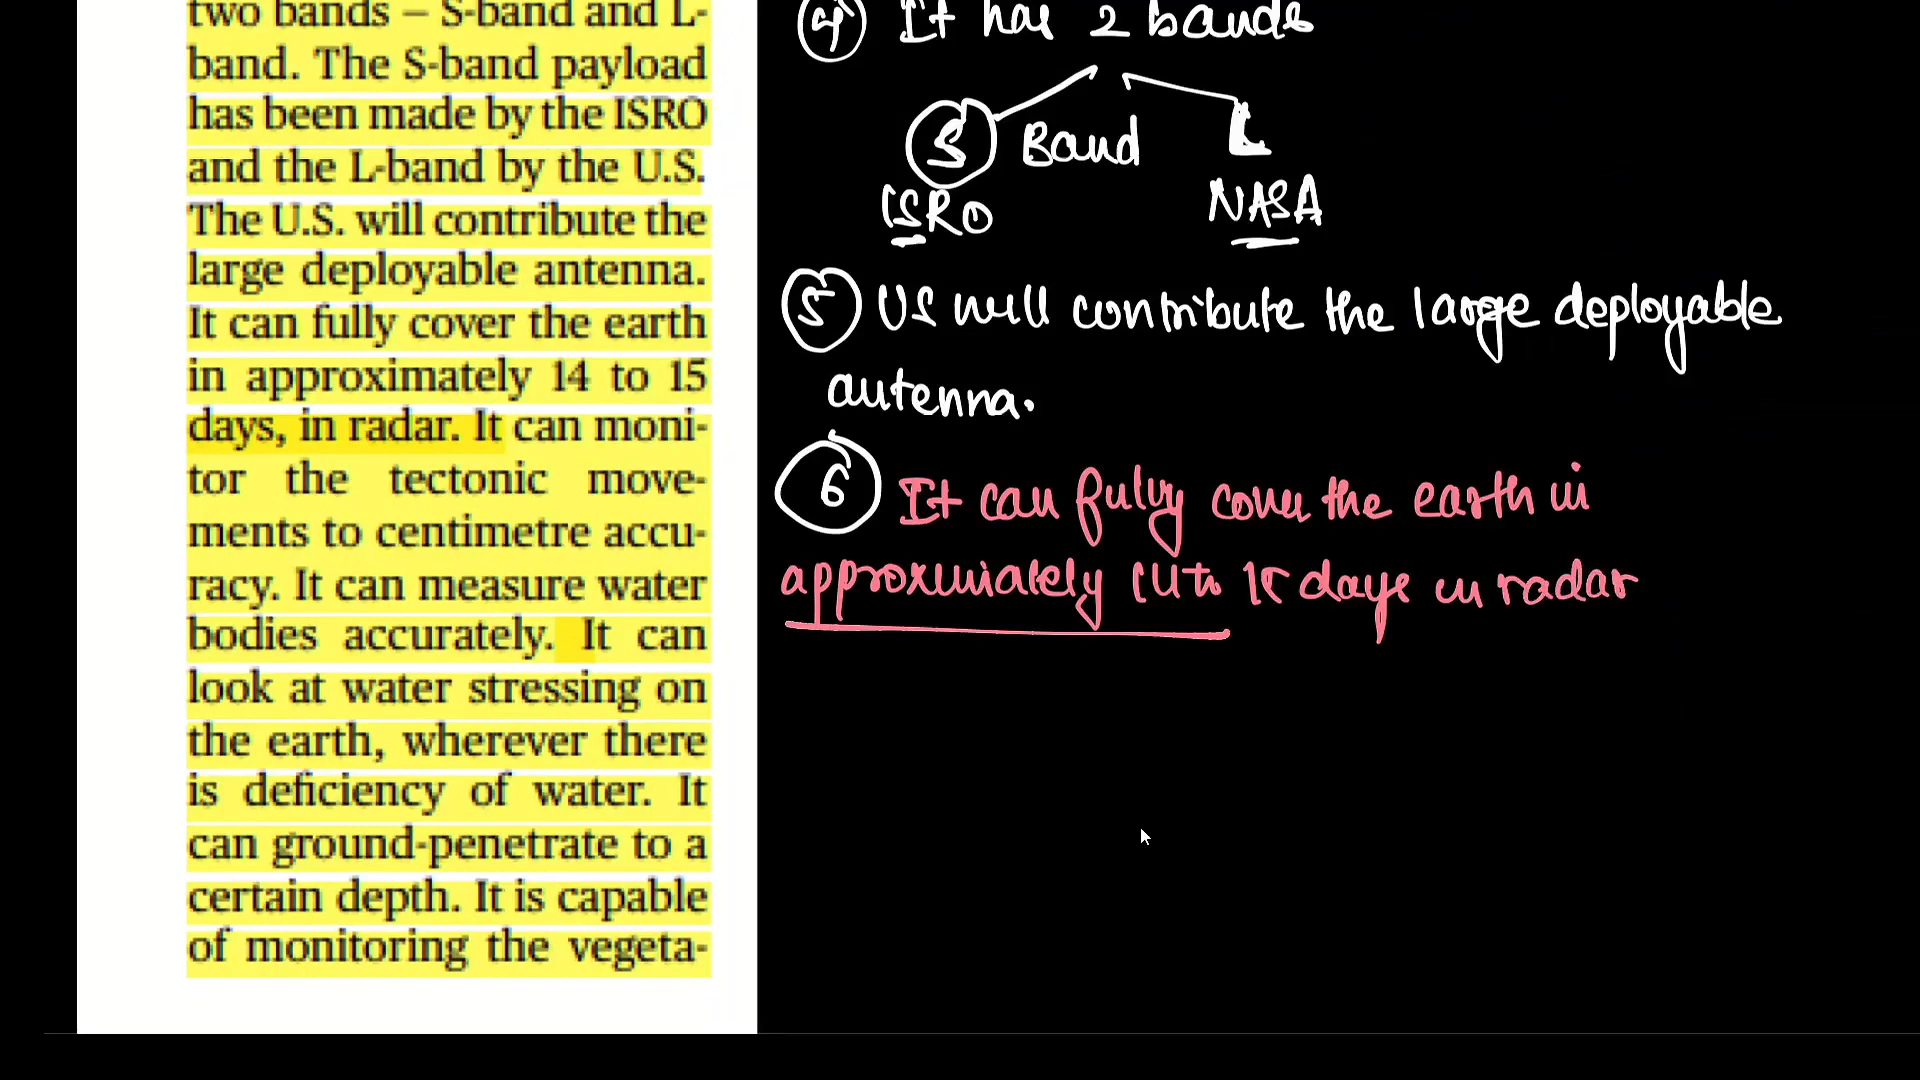 two bands – S-band and L-
band. The S-band payload
has been made by the ISRO
and the L-band by the U.S.
The U.S. will contribute the
large deployable antenna.
It can fully cover the earth
in approximately 14 to 15
days, in radar. It can moni-
tor the tectonic move-
ments to centimetre accu-
racy. It can measure water
bodies accurately. It can
look at water stressing on
the earth, wherever there
is deficiency of water. It
can ground-penetrate to a
certain depth. It is capable
of monitoring the vegeta-
4 It has 2 bands
S Band L
ISRO NASA
5 US will contribute the large deployable
antenna.
6 It can fully cover the earth in
approximately 14 to 15 days in radar